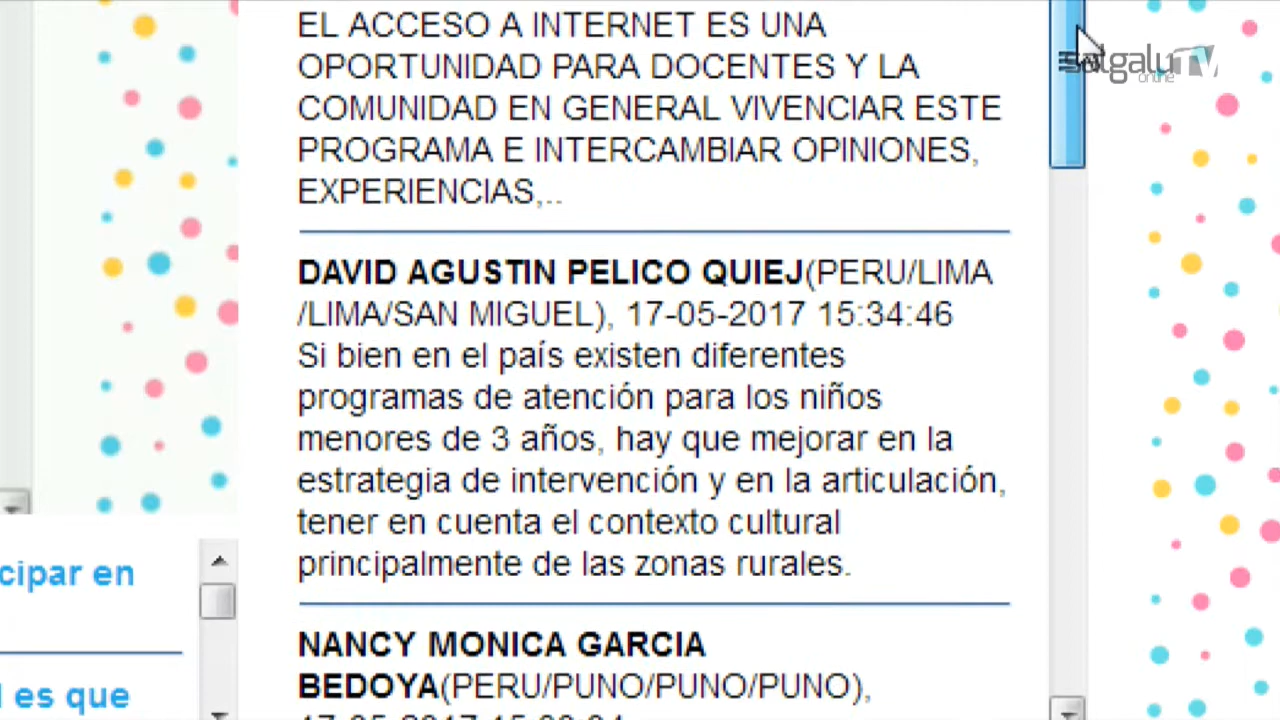 EL ACCESO A INTERNET ES UNA
OPORTUNIDAD PARA DOCENTES Y LA
COMUNIDAD EN GENERAL VIVENCIAR ESTE
PROGRAMA E INTERCAMBIAR OPINIONES,
EXPERIENCIAS,..
DAVID AGUSTIN PELICO QUIEJ(PERU/LIMA
/LIMA/SAN MIGUEL), 17-05-2017 15:34:46
Si bien en el país existen diferentes
programas de atención para los niños
menores de 3 años, hay que mejorar en la
estrategia de intervención y en la articulación,
tener en cuenta el contexto cultural
principalmente de las zonas rurales.
NANCY MONICA GARCIA
BEDOYA(PERU/PUNO/PUNO/PUNO),
cipar en
es que
salgalu TV
online